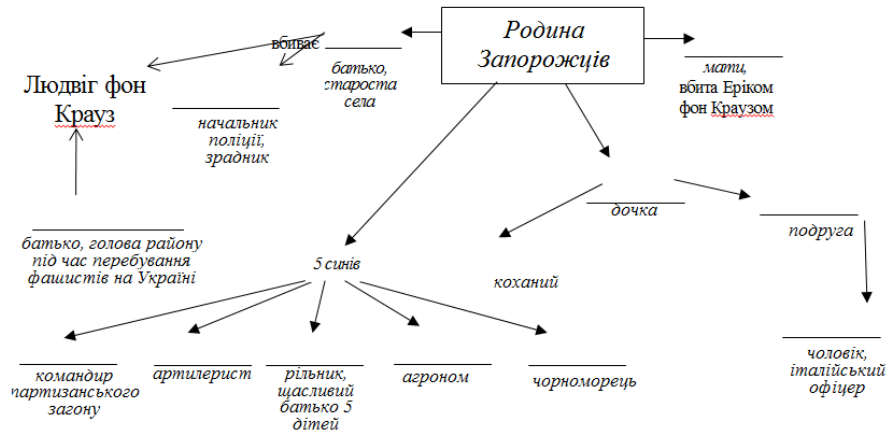 Родина
Запорожців
вбиває
батько,
староста
села
мати,
вбита Еріком
фон Краузом
Людвіг фон
Крауз
начальник
поліції,
зрадник
дочка
подруга
батько, голова району
під час перебування
фашистів на Україні
5 синів
коханий
командир
партизанського
загону
артилерист
рільник,
щасливий
батько 5
дітей
агроном
чорноморець
чоловік,
італійський
офіцер